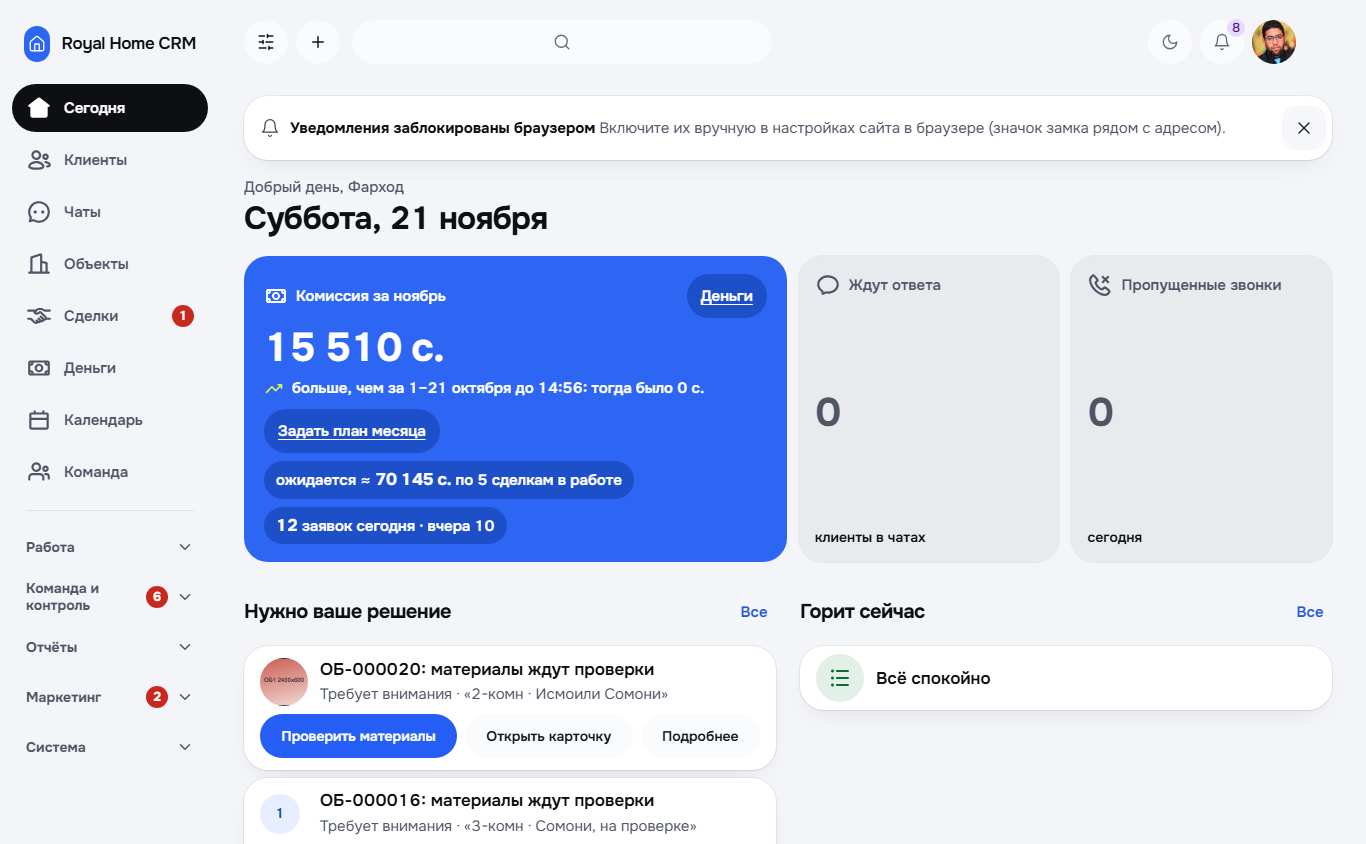 Royal Home CRM
8
Сегодня
Клиенты
Чаты
Объекты
Сделки
1
Деньги
Календарь
Команда
Работа
Команда и
контроль
6
Отчёты
Маркетинг
2
Система
Уведомления заблокированы браузером Включите их вручную в настройках сайта в браузере (значок замка рядом с адресом).
Добрый день, Фарход
Суббота, 21 ноября
Комиссия за ноябрь
Деньги
15 510 с.
больше, чем за 1–21 октября до 14:56: тогда было 0 с.
Задать план месяца
ожидается ≈ 70 145 с. по 5 сделкам в работе
12 заявок сегодня · вчера 10
Ждут ответа
0
клиенты в чатах
Пропущенные звонки
0
сегодня
Нужно ваше решение
Все
ОБ1 2400x600
ОБ-000020: материалы ждут проверки
Требует внимания · «2-комн · Исмоили Сомони»
Проверить материалы
Открыть карточку
Подробнее
1
ОБ-000016: материалы ждут проверки
Требует внимания · «3-комн · Сомони, на проверке»
Горит сейчас
Все
Всё спокойно